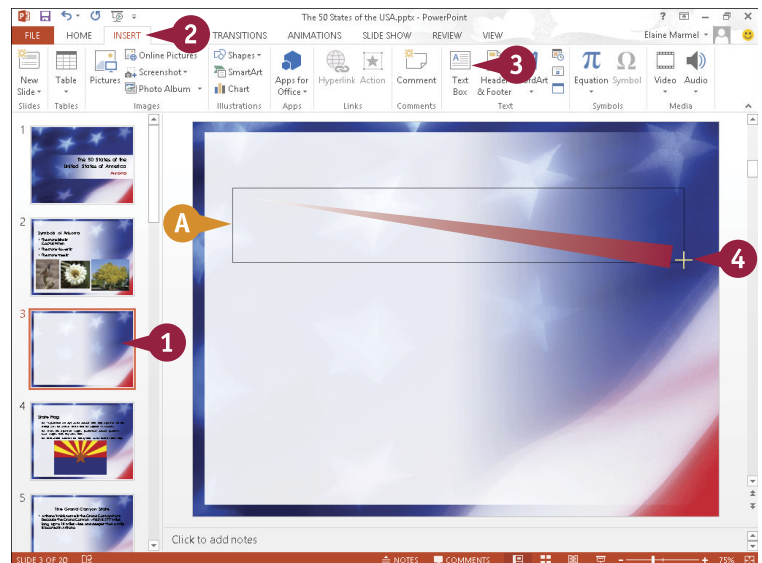 The 50 States of the USA.pptx - PowerPoint
FILE HOME INSERT 2 TRANSITIONS ANIMATIONS SLIDE SHOW REVIEW VIEW Elaine Marmel
New Slide
Table
Pictures
Online Pictures
Screenshot
Photo Album
Shapes
SmartArt
Chart
Apps for Office
Hyperlink
Action
Comment
Text Box
3
Header & Footer
Equation
Symbol
Video
Audio
Slides Tables Images Illustrations Apps Links Comments Text Symbols Media
1
The 50 States of the
United States of America
Arizona
2
Symbols of Arizona
3
1
4
State Flag
5
The Grand Canyon State
A
4
Click to add notes
SLIDE 3 OF 20 NOTES COMMENTS 75%